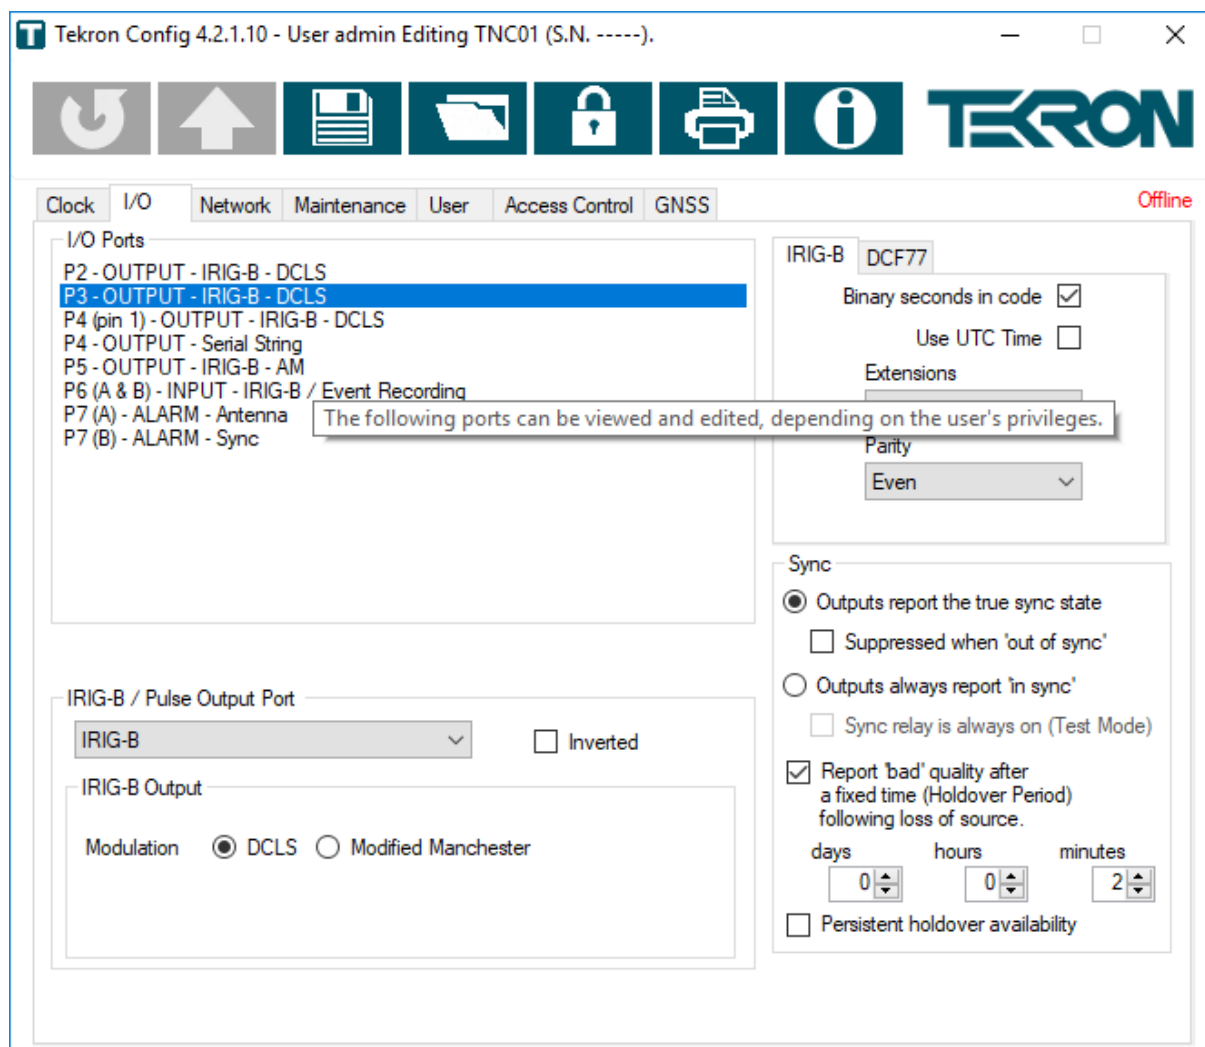 Tekron Config 4.2.1.10 - User admin Editing TNC01 (S.N. -----).
TEKRON
Clock I/O Network Maintenance User Access Control GNSS
Offline
I/O Ports
P2 - OUTPUT - IRIG-B - DCLS
P3 - OUTPUT - IRIG-B - DCLS
P4 (pin 1) - OUTPUT - IRIG-B - DCLS
P4 - OUTPUT - Serial String
P5 - OUTPUT - IRIG-B - AM
P6 (A & B) - INPUT - IRIG-B / Event Recording
P7 (A) - ALARM - Antenna
P7 (B) - ALARM - Sync
The following ports can be viewed and edited, depending on the user's privileges.
IRIG-B DCF77
Binary seconds in code
Use UTC Time
Extensions
Parity
Even
IRIG-B / Pulse Output Port
IRIG-B
Inverted
IRIG-B Output
Modulation DCLS Modified Manchester
Sync
Outputs report the true sync state
Suppressed when 'out of sync'
Outputs always report 'in sync'
Sync relay is always on (Test Mode)
Report 'bad' quality after
a fixed time (Holdover Period)
following loss of source.
days hours minutes
0 0 2
Persistent holdover availability